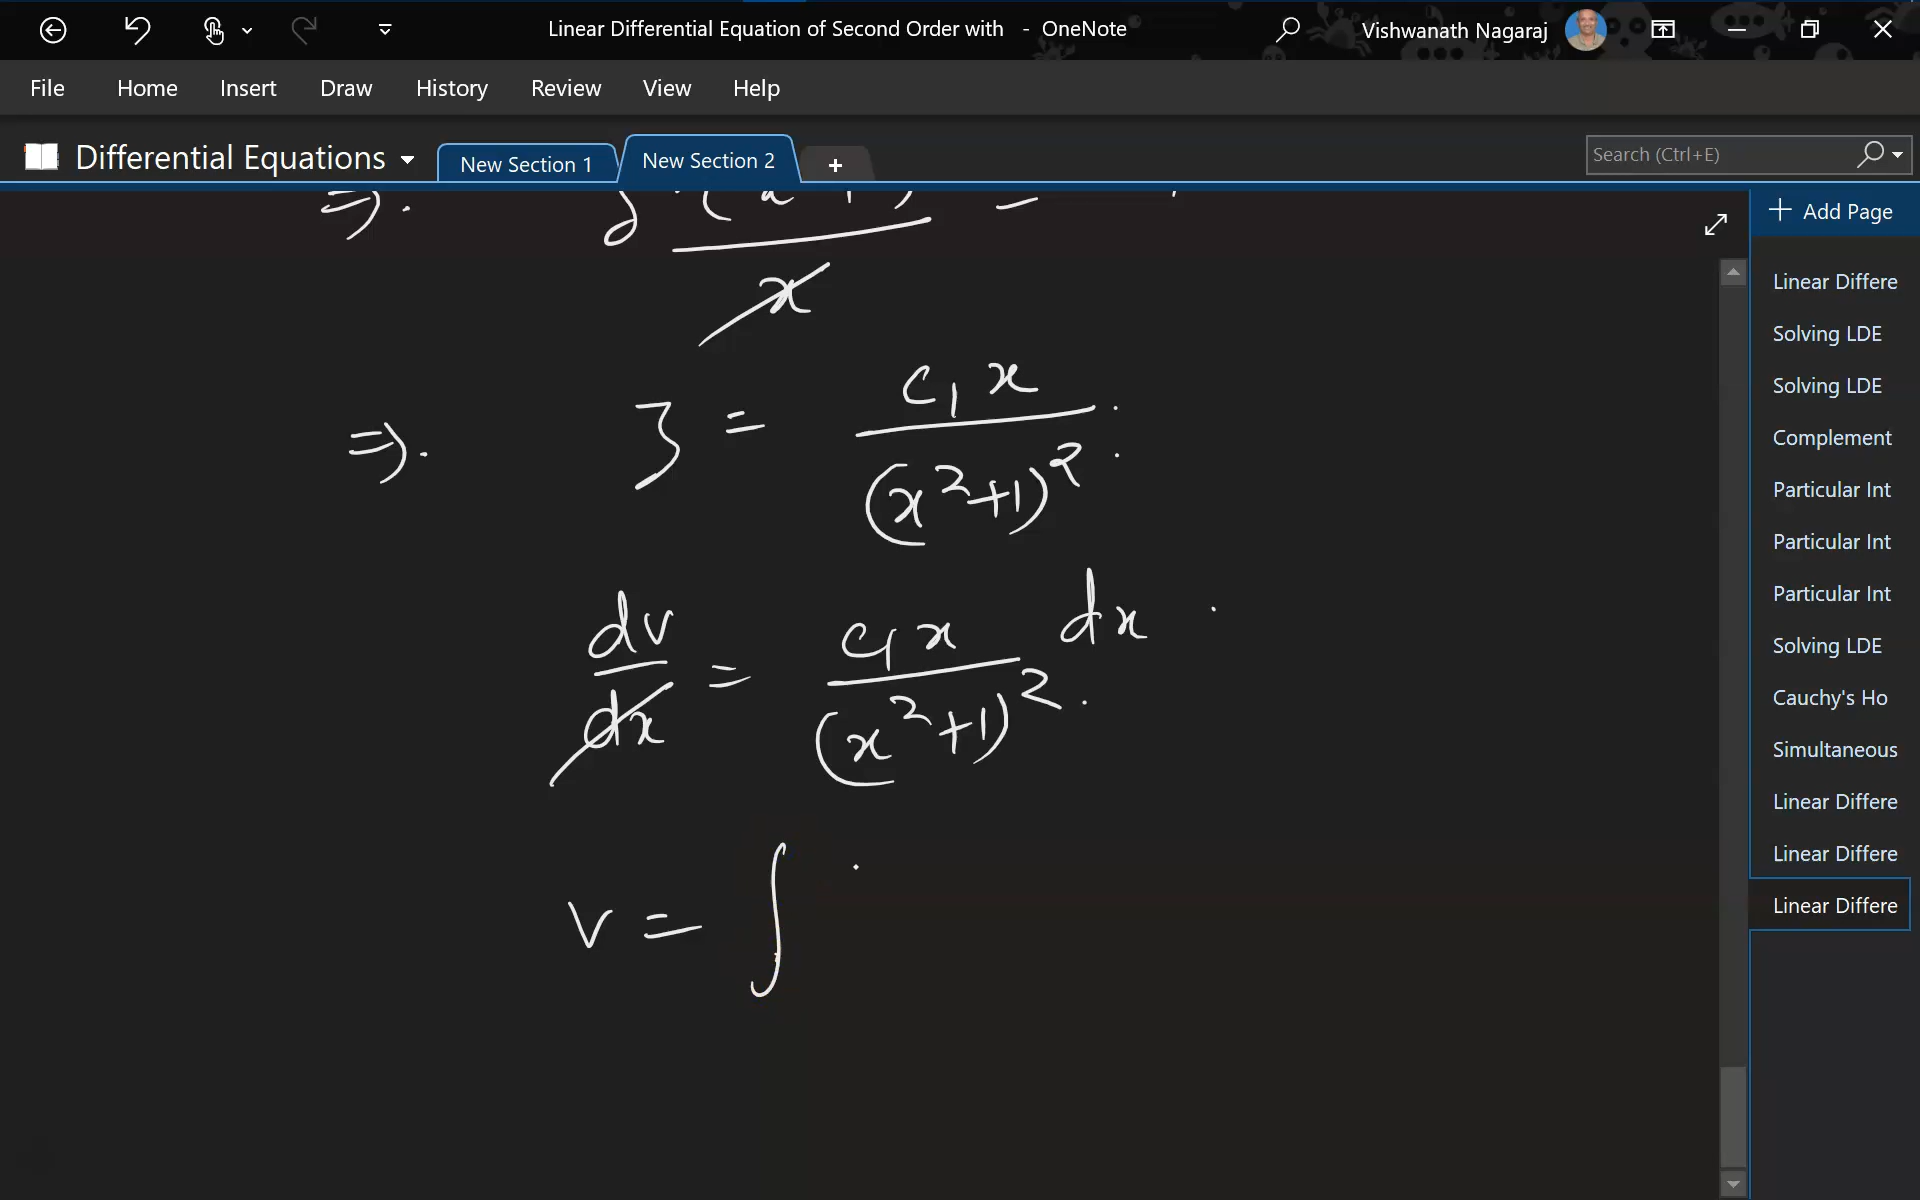 Linear Differential Equation of Second Order with - OneNote
Vishwanath Nagaraj
File Home Insert Draw History Review View Help
Differential Equations
New Section 1
New Section 2
+
Search (Ctrl+E)
+ Add Page
Linear Differe
Solving LDE
Solving LDE
Complement
Particular Int
Particular Int
Particular Int
Solving LDE
Cauchy's Ho
Simultaneous
Linear Differe
Linear Differe
Linear Differe
x
⇒. z = c₁x / (x²+1)²
dv/dx = c₁x / (x²+1)² dx
v = ∫